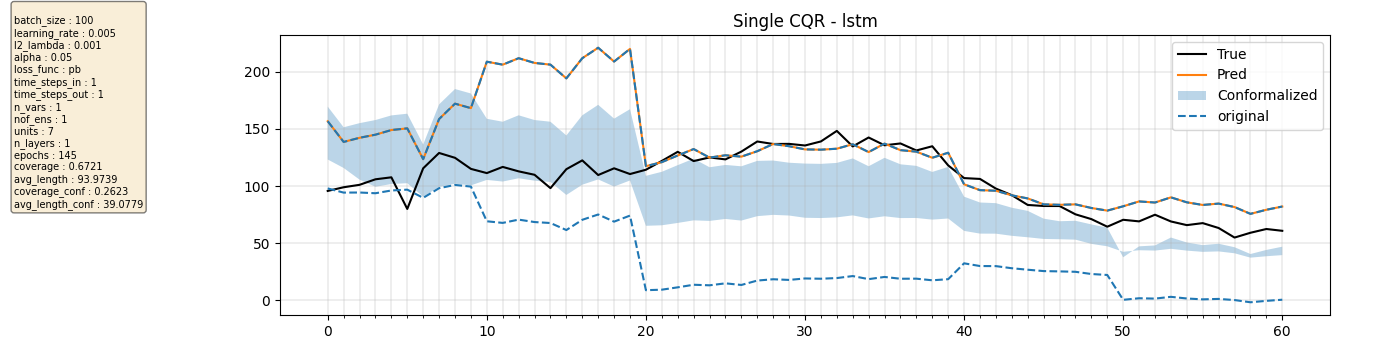 batch_size : 100
learning_rate : 0.005
l2_lambda : 0.001
alpha : 0.05
loss_func : pb
time_steps_in : 1
time_steps_out : 1
n_vars : 1
nof_ens : 1
units : 7
n_layers : 1
epochs : 145
coverage : 0.6721
avg_length : 93.9739
coverage_conf : 0.2623
avg_length_conf : 39.0779
Single CQR - lstm
True
Pred
Conformalized
original
200
150
100
50
0
0 10 20 30 40 50 60